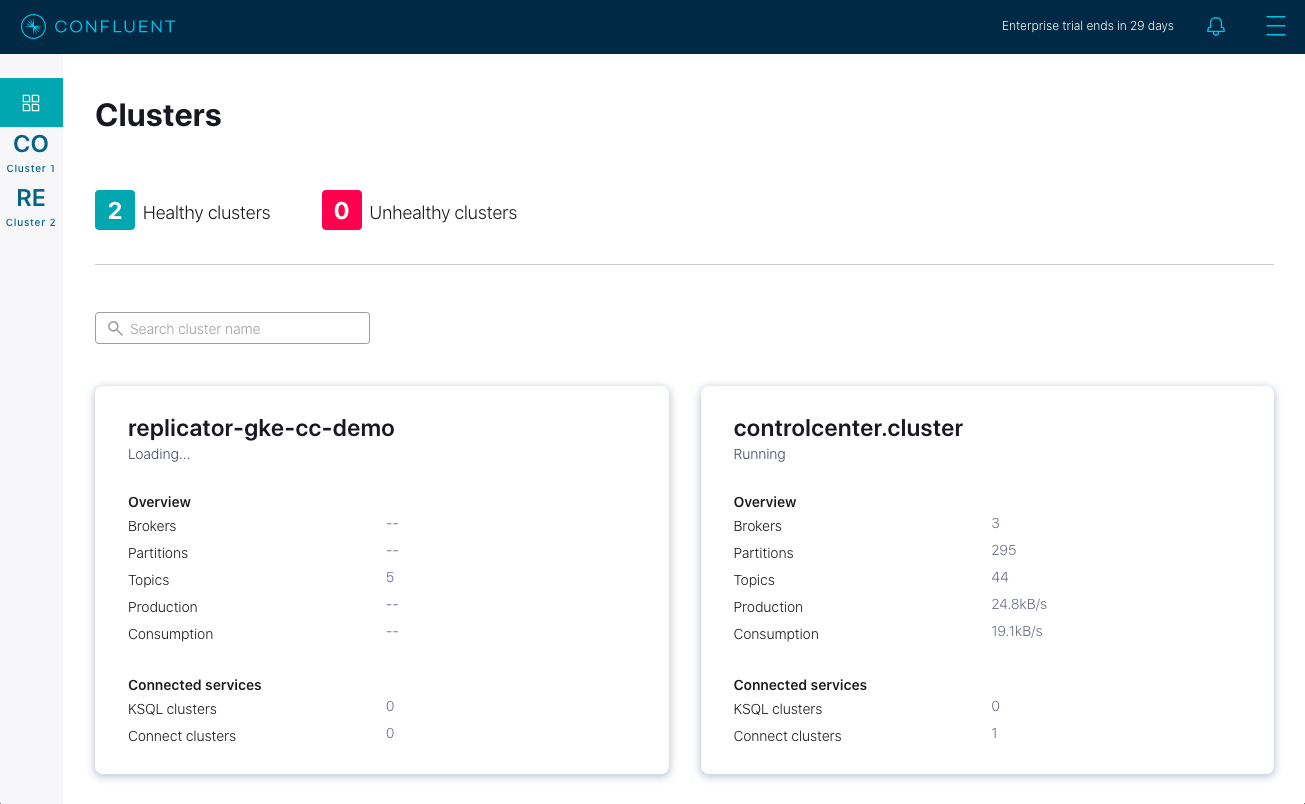 CONFLUENT
Enterprise trial ends in 29 days
CO
Cluster 1
RE
Cluster 2
Clusters
2 Healthy clusters
0 Unhealthy clusters
Search cluster name
replicator-gke-cc-demo
Loading...
Overview
Brokers --
Partitions --
Topics 5
Production --
Consumption --
Connected services
KSQL clusters 0
Connect clusters 0
controlcenter.cluster
Running
Overview
Brokers 3
Partitions 295
Topics 44
Production 24.8kB/s
Consumption 19.1kB/s
Connected services
KSQL clusters 0
Connect clusters 1